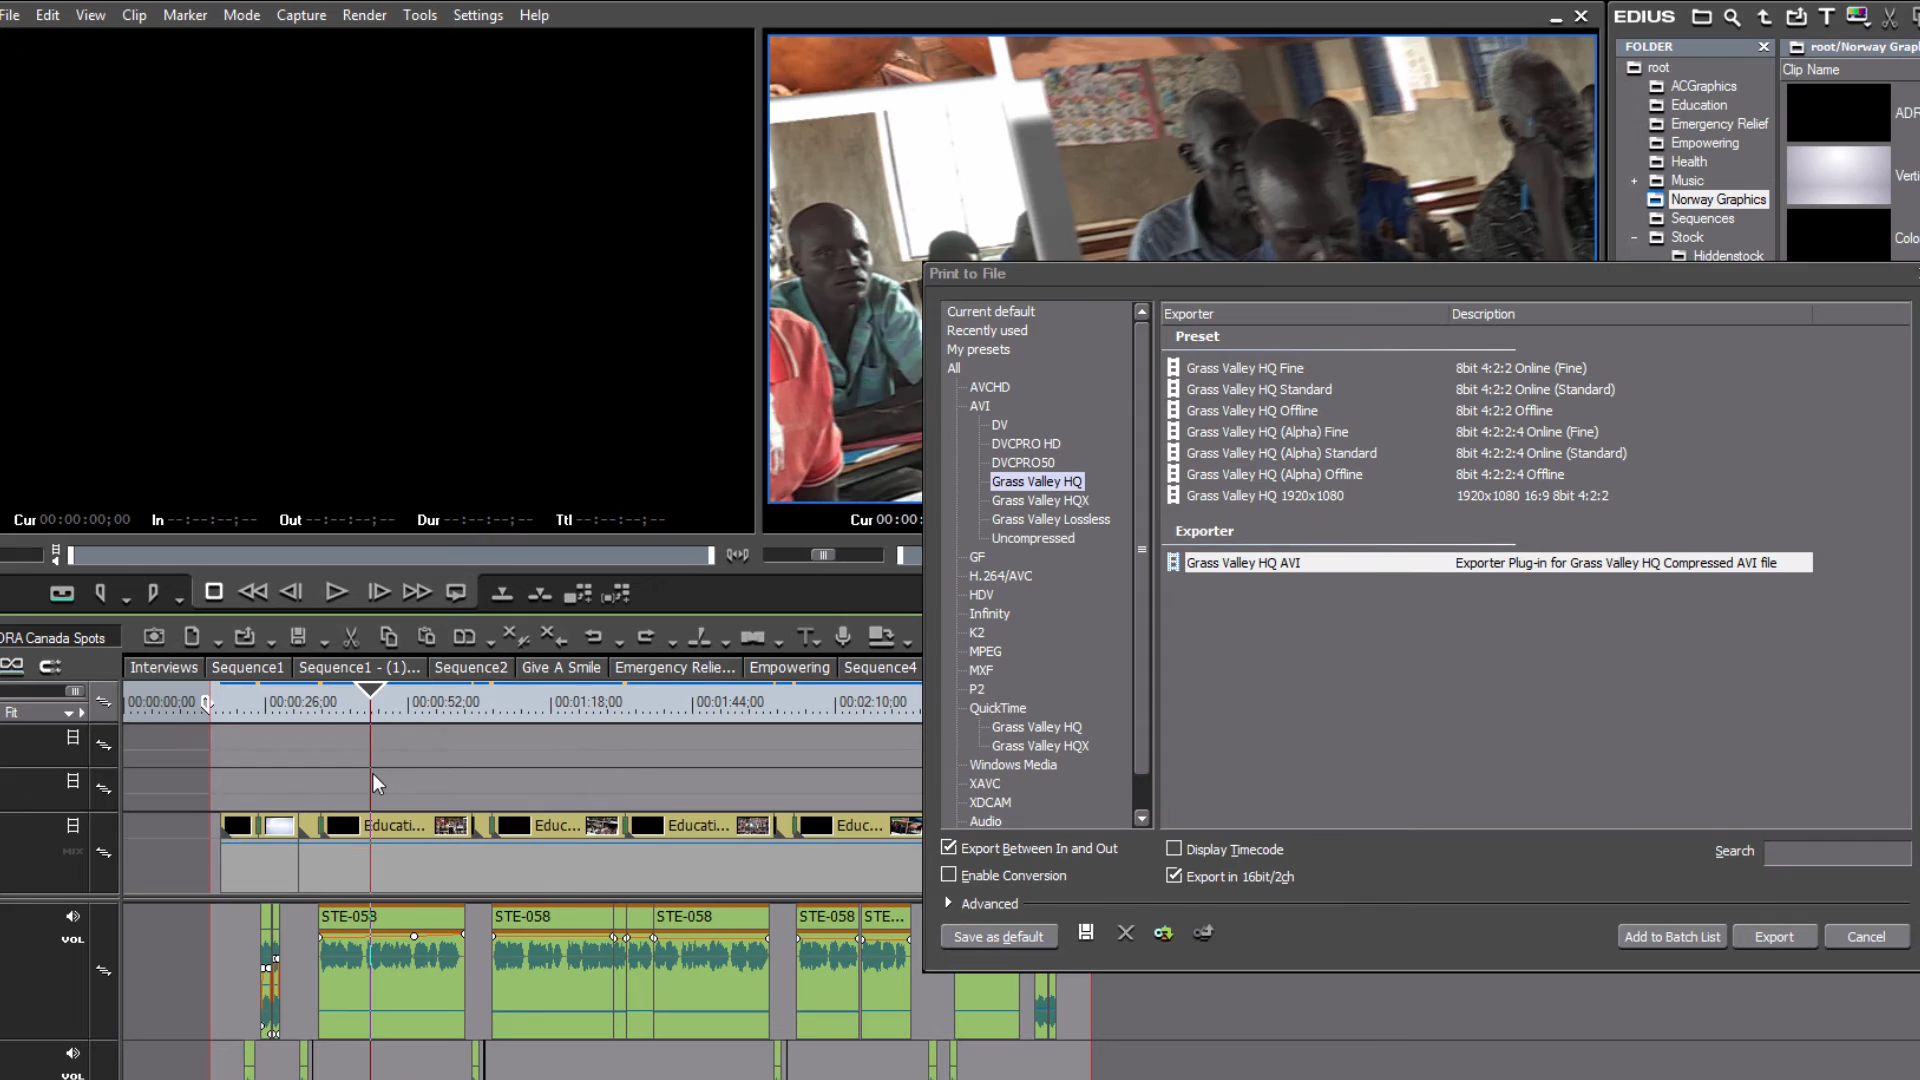 File Edit View Clip Marker Mode Capture Render Tools Settings Help
EDIUS
FOLDER
root/Norway Grap
root
ACGraphics
Education
Emergency Relief
Empowering
Health
+ Music
Norway Graphics
Sequences
- Stock
Hiddenstock
Clip Name
ADR
Verti
Colo
Cur 00:00:00;00 In --:--:--;-- Out --:--:--;-- Dur --:--:--;-- Ttl --:--:--;--
Cur 00:00:
Print to File
Current default
Recently used
My presets
All
AVCHD
AVI
DV
DVCPRO HD
DVCPRO50
Grass Valley HQ
Grass Valley HQX
Grass Valley Lossless
Uncompressed
GF
H.264/AVC
HDV
Infinity
K2
MPEG
MXF
P2
QuickTime
Grass Valley HQ
Grass Valley HQX
Windows Media
XAVC
XDCAM
Audio
Exporter Description
Preset
Grass Valley HQ Fine 8bit 4:2:2 Online (Fine)
Grass Valley HQ Standard 8bit 4:2:2 Online (Standard)
Grass Valley HQ Offline 8bit 4:2:2 Offline
Grass Valley HQ (Alpha) Fine 8bit 4:2:2:4 Online (Fine)
Grass Valley HQ (Alpha) Standard 8bit 4:2:2:4 Online (Standard)
Grass Valley HQ (Alpha) Offline 8bit 4:2:2:4 Offline
Grass Valley HQ 1920x1080 1920x1080 16:9 8bit 4:2:2
Exporter
Grass Valley HQ AVI Exporter Plug-in for Grass Valley HQ Compressed AVI file
Export Between In and Out
Display Timecode
Search
Enable Conversion
Export in 16bit/2ch
Advanced
Save as default
Add to Batch List
Export
Cancel
DRA Canada Spots
Interviews Sequence1 Sequence1 - (1)... Sequence2 Give A Smile Emergency Relie... Empowering Sequence4
00:00:00;00 00:00:26;00 00:00:52;00 00:01:18;00 00:01:44;00 00:02:10;00
Fit
Educati... Educ... Educati... Educ...
MIX
STE-053 STE-058 STE-058 STE-058 STE...
VOL
VOL